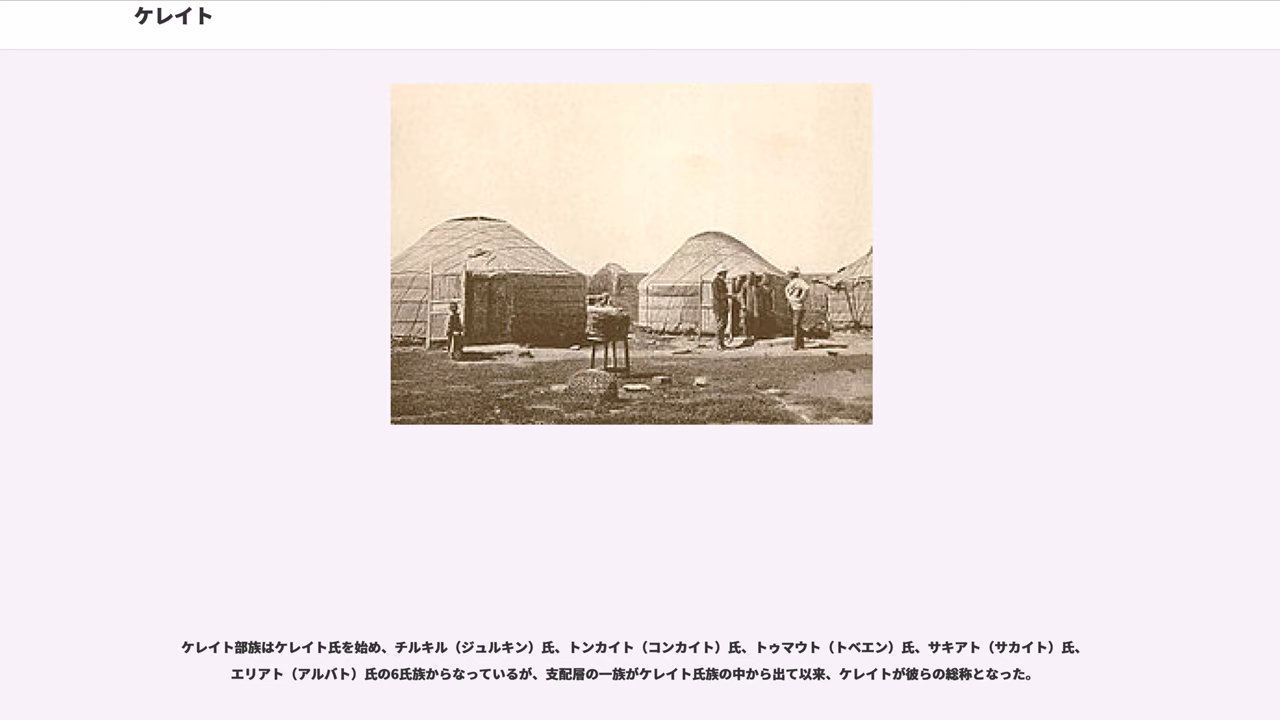 ケレイト
ケレイト部族はケレイト氏を始め、チルキル（ジュルキン）氏、トンカイト（コンカイト）氏、トゥマウト（トベエン）氏、サキアト（サカイト）氏、
エリアト（アルバト）氏の6氏族からなっているが、支配層の一族がケレイト氏族の中から出て以来、ケレイトが彼らの総称となった。